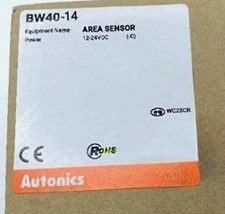 BW40-14
Equipment Name AREA SENSOR
Power 12-24VDC
WC23CR
CE
RoHS
Autonics